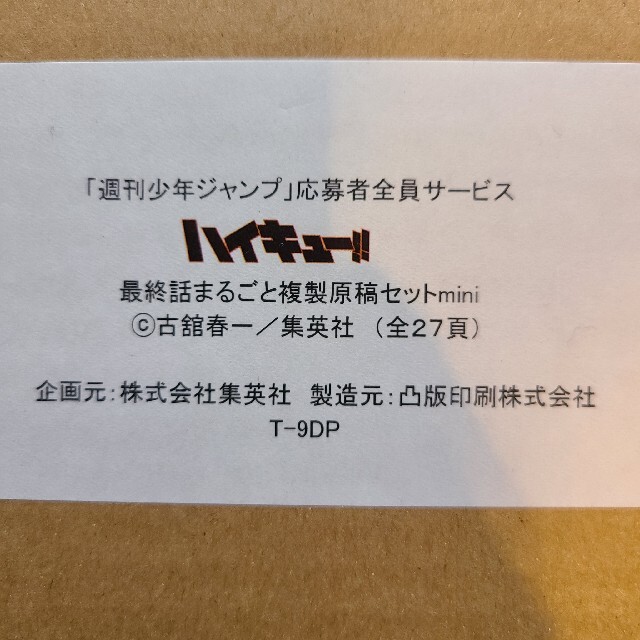 「週刊少年ジャンプ」応募者全員サービス
ハイキュー!!
最終話まるごと複製原稿セットmini
©古舘春一／集英社　（全27頁）
企画元：株式会社集英社　製造元：凸版印刷株式会社
T-9DP